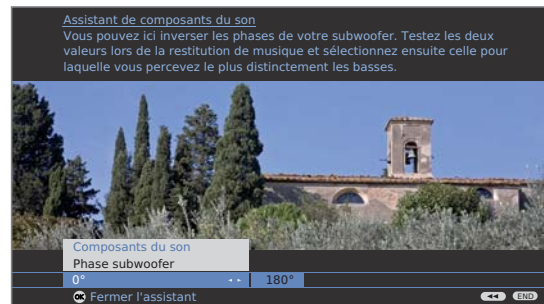 Assistant de composants du son
Vous pouvez ici inverser les phases de votre subwoofer. Testez les deux
valeurs lors de la restitution de musique et sélectionnez ensuite celle pour
laquelle vous percevez le plus distinctement les basses.
Composants du son
Phase subwoofer
0° 180°
OK Fermer l'assistant
END